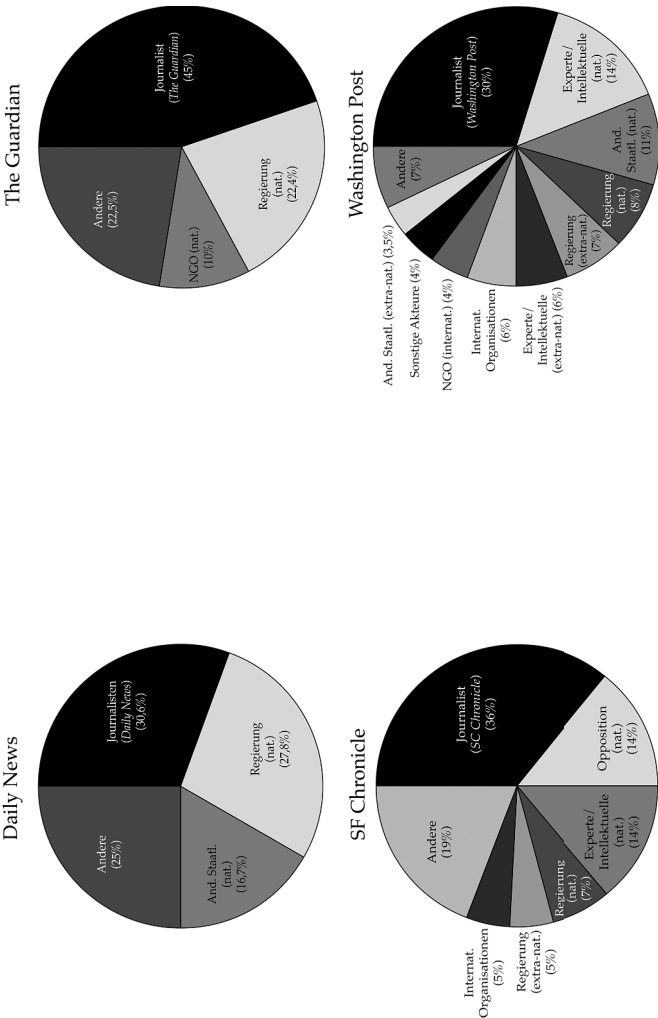 The Guardian
Journalist
(The Guardian)
(45%)
Regierung
(nat.)
(22,4%)
NGO (nat.)
(10%)
Andere
(22,5%)
Washington Post
Journalist
(Washington Post)
(30%)
Experte/
Intellektuelle
(nat.)
(14%)
And.
Staatl. (nat.)
(11%)
Regierung
(nat.)
(8%)
Regierung
(extra-nat.)
(7%)
Experte/
Intellektuelle
(extra-nat.) (6%)
Internat.
Organisationen
(6%)
NGO (internat.) (4%)
Sonstige Akteure (4%)
And. Staatl. (extra-nat.) (3,5%)
Andere
(7%)
Daily News
Journalisten
(Daily News)
(30,6%)
Regierung
(nat.)
(27,8%)
And. Staatl.
(nat.)
(16,7%)
Andere
(25%)
SF Chronicle
Journalist
(SC Chronicle)
(36%)
Opposition
(nat.)
(14%)
Experte/
Intellektuelle
(nat.)
(14%)
Regierung
(nat.)
(7%)
Regierung
(extra-nat.)
(5%)
Internat.
Organisationen
(5%)
Andere
(19%)